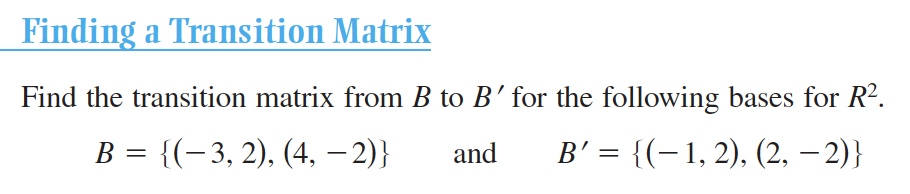 Finding a Transition Matrix
Find the transition matrix from B to B′ for the following bases for R².
B = {(−3, 2), (4, −2)} and B′ = {(−1, 2), (2, −2)}